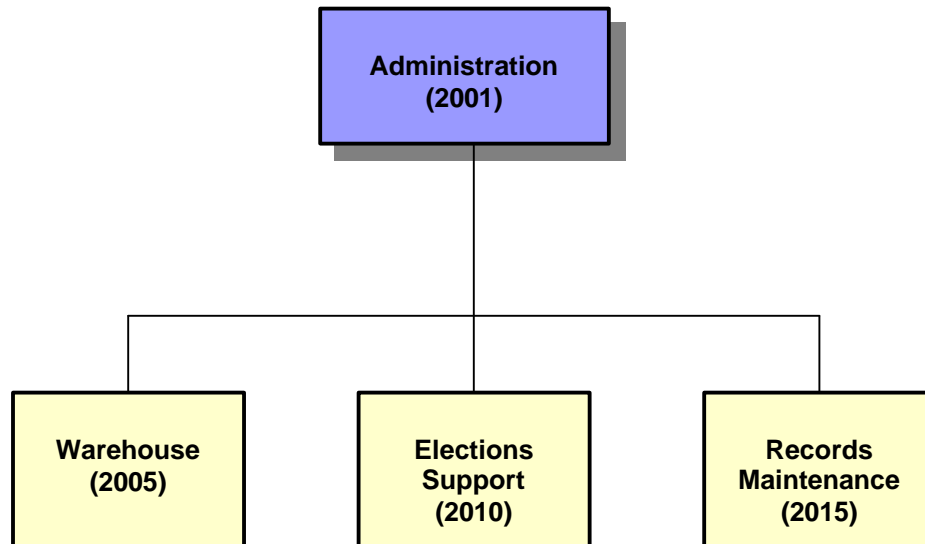 Administration
(2001)
Warehouse
(2005)
Elections
Support
(2010)
Records
Maintenance
(2015)